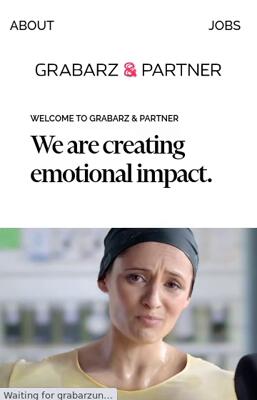 ABOUT JOBS
GRABARZ & PARTNER
WELCOME TO GRABARZ & PARTNER
We are creating
emotional impact.
Waiting for grabarzun...